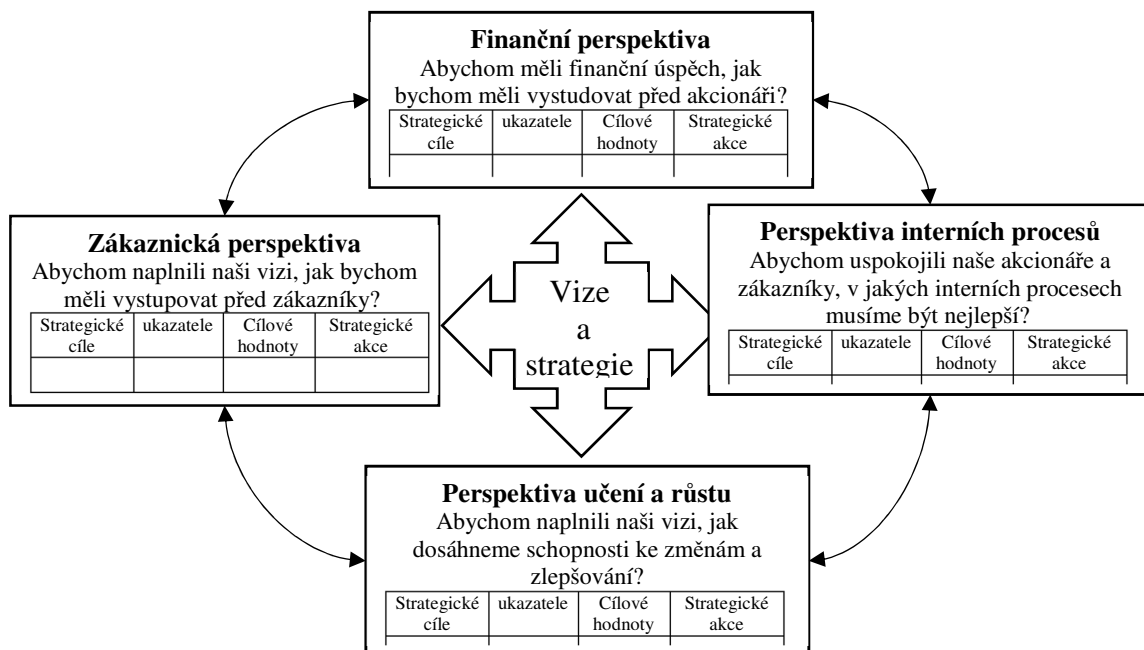 Finanční perspektiva
Abychom měli finanční úspěch, jak
bychom měli vystudovat před akcionáři?
Strategické cíle ukazatele Cílové hodnoty Strategické akce
Zákaznická perspektiva
Abychom naplnili naši vizi, jak bychom
měli vystupovat před zákazníky?
Strategické cíle ukazatele Cílové hodnoty Strategické akce
Vize
a
strategie
Perspektiva interních procesů
Abychom uspokojili naše akcionáře a
zákazníky, v jakých interních procesech
musíme být nejlepší?
Strategické cíle ukazatele Cílové hodnoty Strategické akce
Perspektiva učení a růstu
Abychom naplnili naši vizi, jak
dosáhneme schopnosti ke změnám a
zlepšování?
Strategické cíle ukazatele Cílové hodnoty Strategické akce